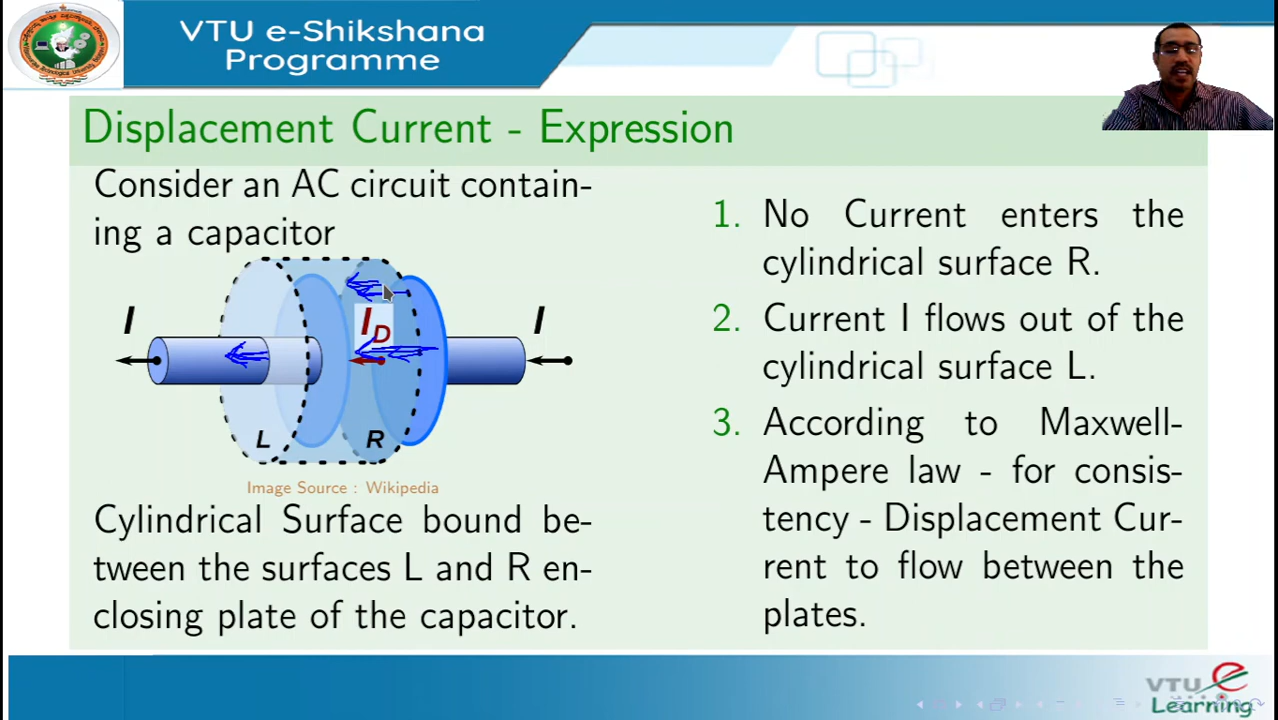 VTU e-Shikshana
Programme
Displacement Current - Expression
Consider an AC circuit contain-
ing a capacitor
I
I_D
I
L
R
Image Source : Wikipedia
Cylindrical Surface bound be-
tween the surfaces L and R en-
closing plate of the capacitor.
1. No Current enters the
cylindrical surface R.
2. Current I flows out of the
cylindrical surface L.
3. According to Maxwell-
Ampere law - for consis-
tency - Displacement Cur-
rent to flow between the
plates.
VTU e
Learning